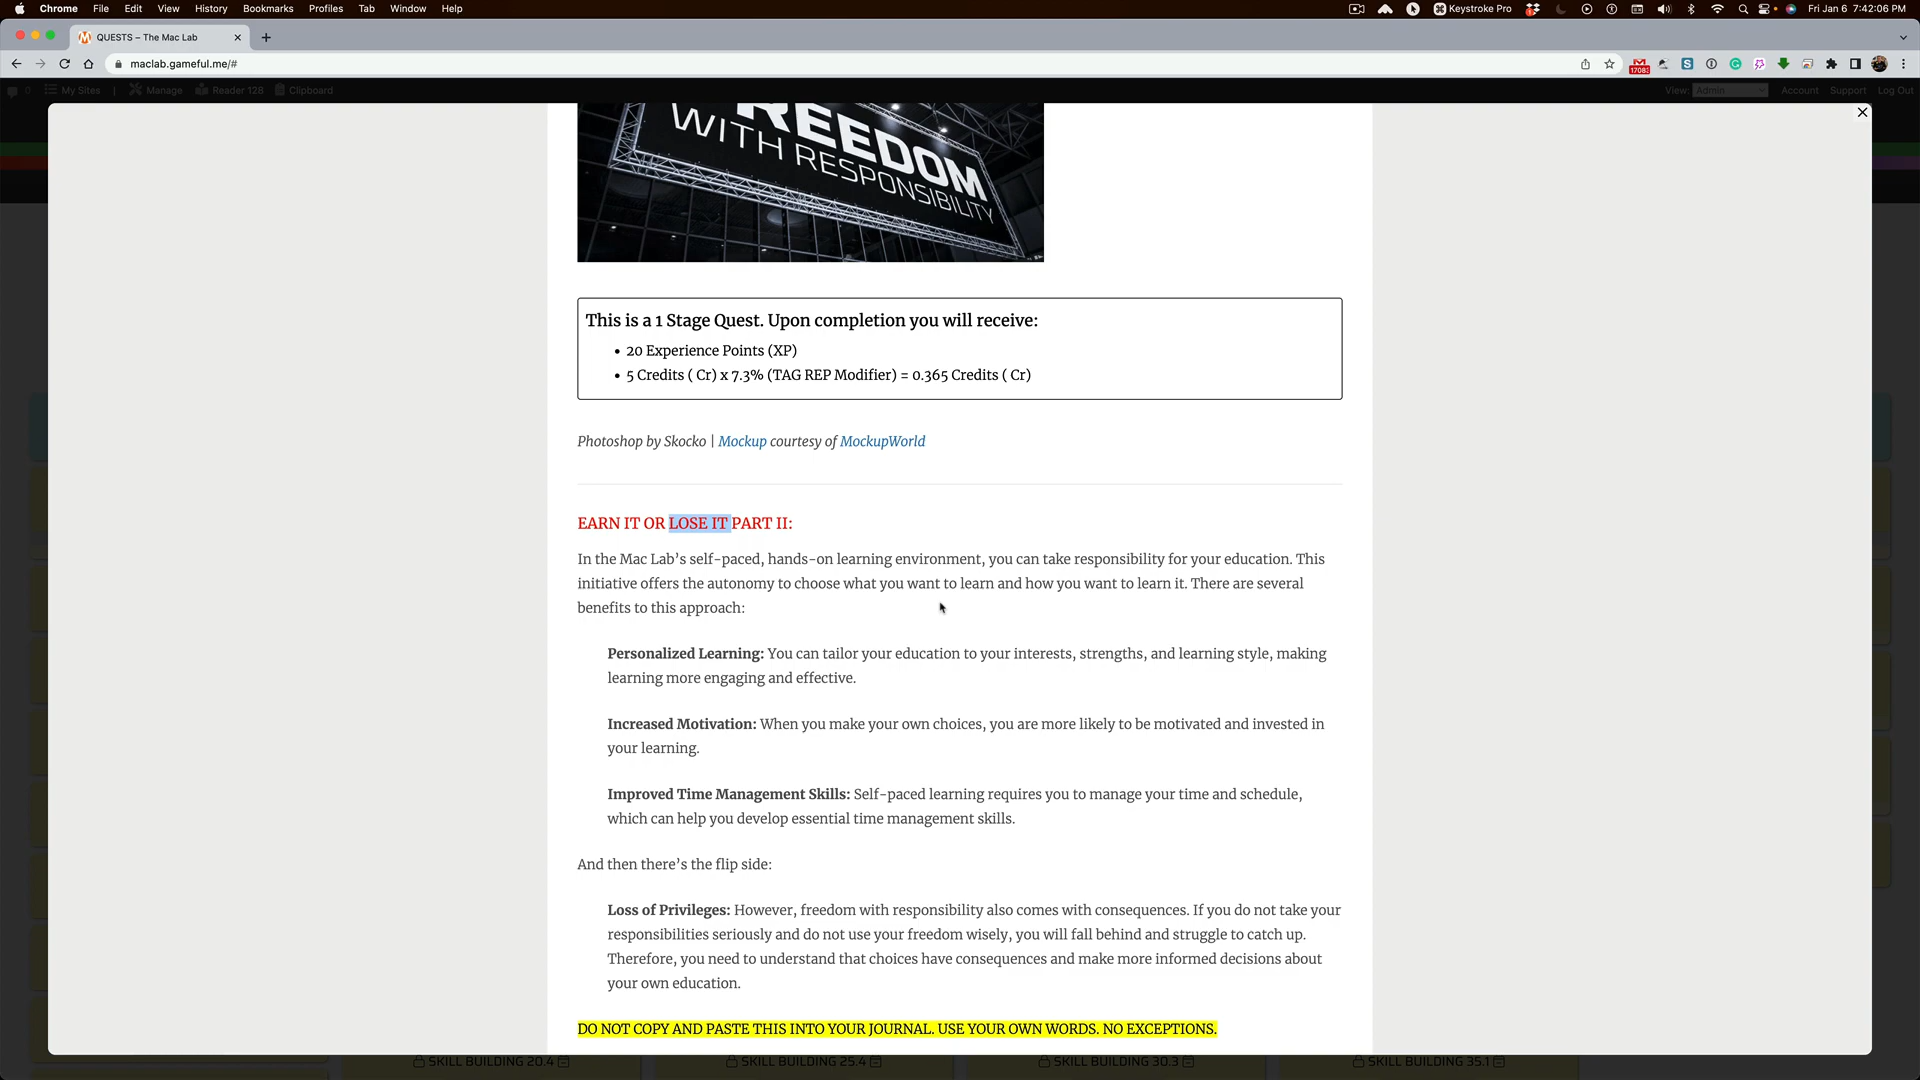 Chrome File Edit View History Bookmarks Profiles Tab Window Help Keystroke Pro Fri Jan 6 7:42:06 PM
QUESTS – The Mac Lab
maclab.gameful.me/#
0 My Sites Manage Reader 128 Clipboard View: Admin Account Support Log Out
FREEDOM
WITH RESPONSIBILITY
This is a 1 Stage Quest. Upon completion you will receive:
• 20 Experience Points (XP)
• 5 Credits ( Cr) x 7.3% (TAG REP Modifier) = 0.365 Credits ( Cr)
Photoshop by Skocko | Mockup courtesy of MockupWorld
EARN IT OR LOSE IT PART II:
In the Mac Lab’s self-paced, hands-on learning environment, you can take responsibility for your education. This
initiative offers the autonomy to choose what you want to learn and how you want to learn it. There are several
benefits to this approach:
Personalized Learning: You can tailor your education to your interests, strengths, and learning style, making
learning more engaging and effective.
Increased Motivation: When you make your own choices, you are more likely to be motivated and invested in
your learning.
Improved Time Management Skills: Self-paced learning requires you to manage your time and schedule,
which can help you develop essential time management skills.
And then there’s the flip side:
Loss of Privileges: However, freedom with responsibility also comes with consequences. If you do not take your
responsibilities seriously and do not use your freedom wisely, you will fall behind and struggle to catch up.
Therefore, you need to understand that choices have consequences and make more informed decisions about
your own education.
DO NOT COPY AND PASTE THIS INTO YOUR JOURNAL. USE YOUR OWN WORDS. NO EXCEPTIONS.
SKILL BUILDING 20.4 SKILL BUILDING 25.4 SKILL BUILDING 30.3 SKILL BUILDING 35.1